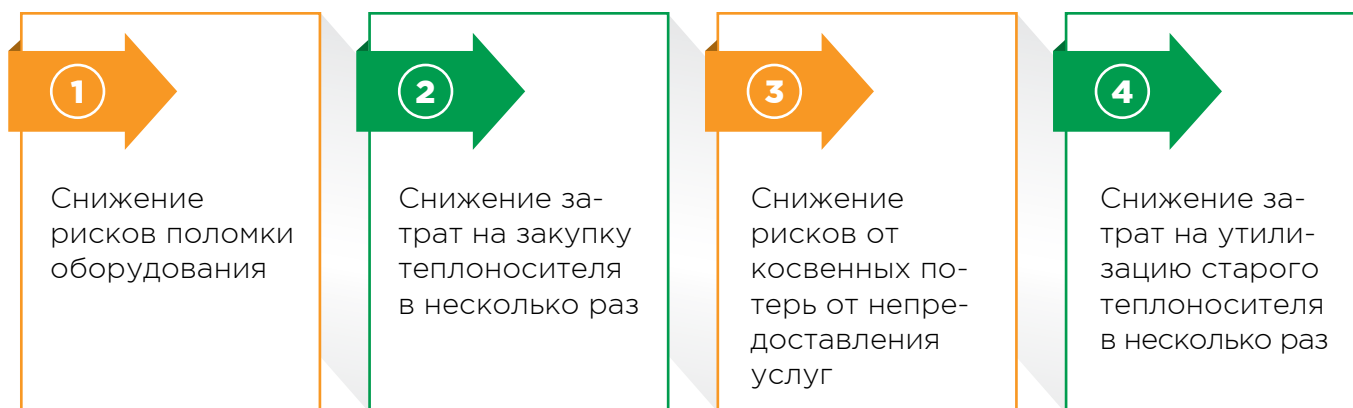 1
Снижение
рисков поломки
оборудования
2
Снижение за-
трат на закупку
теплоносителя
в несколько раз
3
Снижение
рисков от
косвенных по-
терь от непре-
доставления
услуг
4
Снижение за-
трат на утили-
зацию старого
теплоносителя
в несколько раз